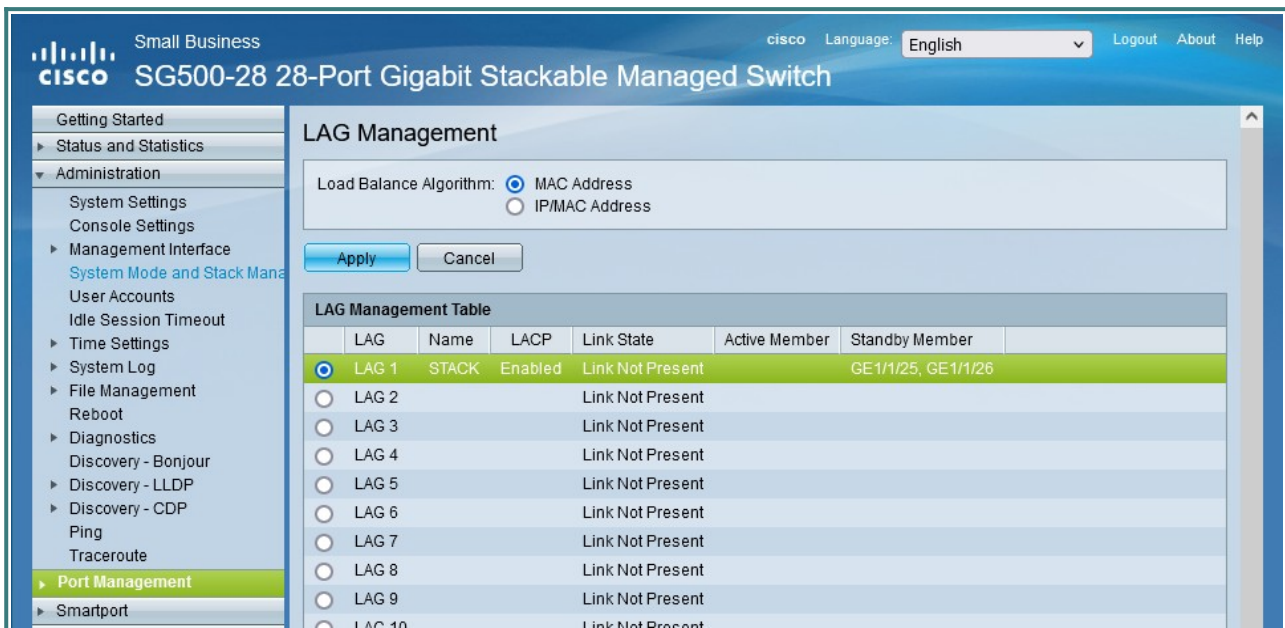 Small Business
cisco Language: English Logout About Help
CISCO SG500-28 28-Port Gigabit Stackable Managed Switch
Getting Started
Status and Statistics
Administration
System Settings
Console Settings
Management Interface
System Mode and Stack Mana
User Accounts
Idle Session Timeout
Time Settings
System Log
File Management
Reboot
Diagnostics
Discovery - Bonjour
Discovery - LLDP
Discovery - CDP
Ping
Traceroute
Port Management
Smartport
LAG Management
Load Balance Algorithm: MAC Address
IP/MAC Address
Apply Cancel
LAG Management Table
LAG Name LACP Link State Active Member Standby Member
LAG 1 STACK Enabled Link Not Present GE1/1/25, GE1/1/26
LAG 2 Link Not Present
LAG 3 Link Not Present
LAG 4 Link Not Present
LAG 5 Link Not Present
LAG 6 Link Not Present
LAG 7 Link Not Present
LAG 8 Link Not Present
LAG 9 Link Not Present
LAG 10 Link Not Present